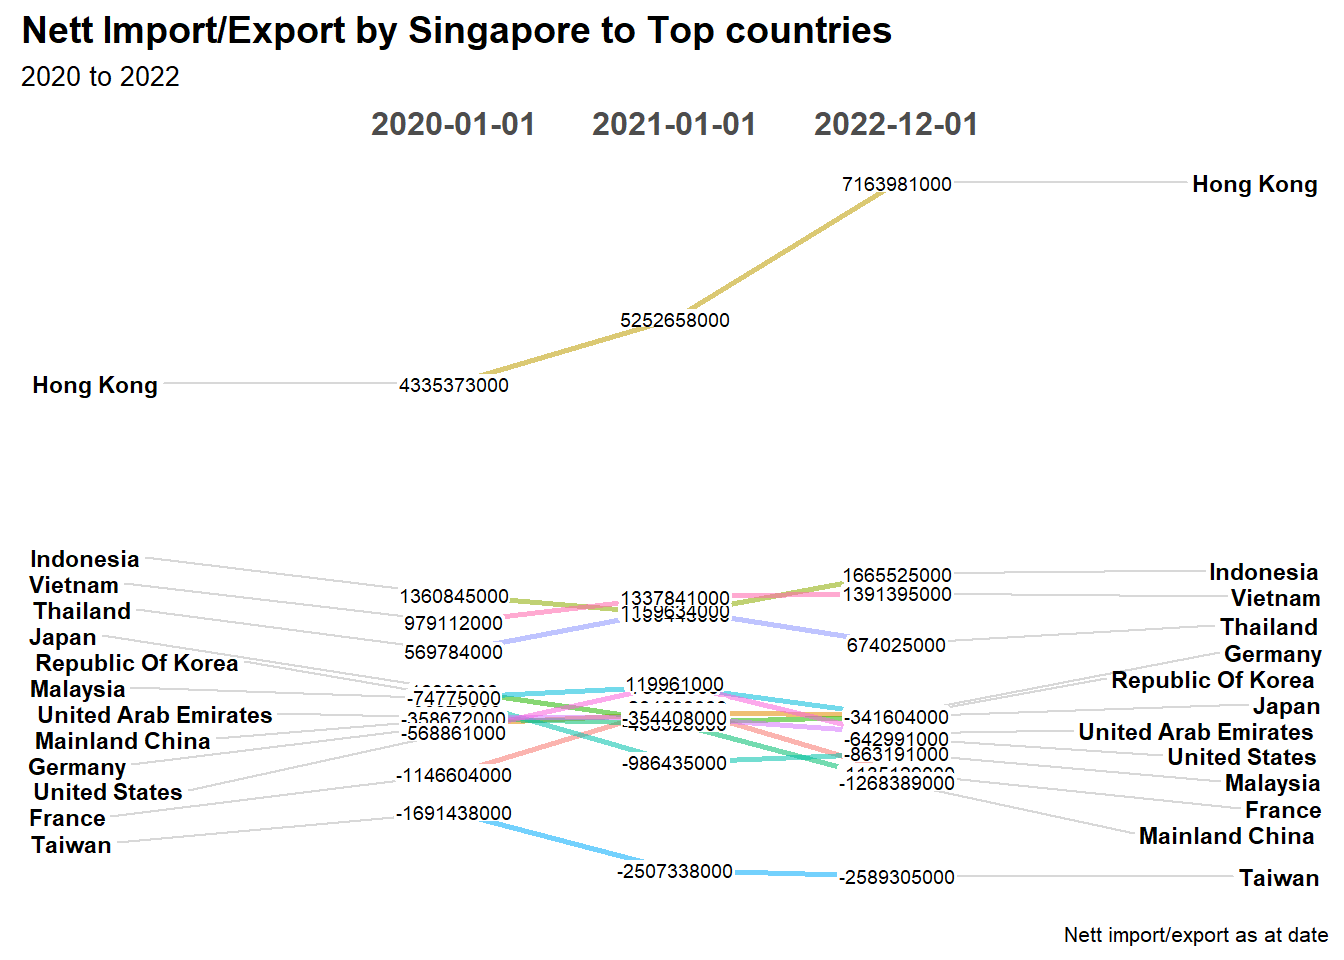 Nett Import/Export by Singapore to Top countries
2020 to 2022
2020-01-01 2021-01-01 2022-12-01
7163981000 Hong Kong
5252658000
Hong Kong 4335373000
Indonesia
Vietnam
Thailand
Japan
Republic Of Korea
Malaysia
United Arab Emirates
Mainland China
Germany
United States
France
Taiwan
1360845000
979112000
569784000
-74775000
-358672000
-568861000
-1146604000
-1691438000
1337841000
1159634000
119961000
-354408000
-986435000
-2507338000
1665525000
1391395000
674025000
-341604000
-642991000
-863191000
-1268389000
-2589305000
Indonesia
Vietnam
Thailand
Germany
Republic Of Korea
Japan
United Arab Emirates
United States
Malaysia
France
Mainland China
Taiwan
Nett import/export as at date